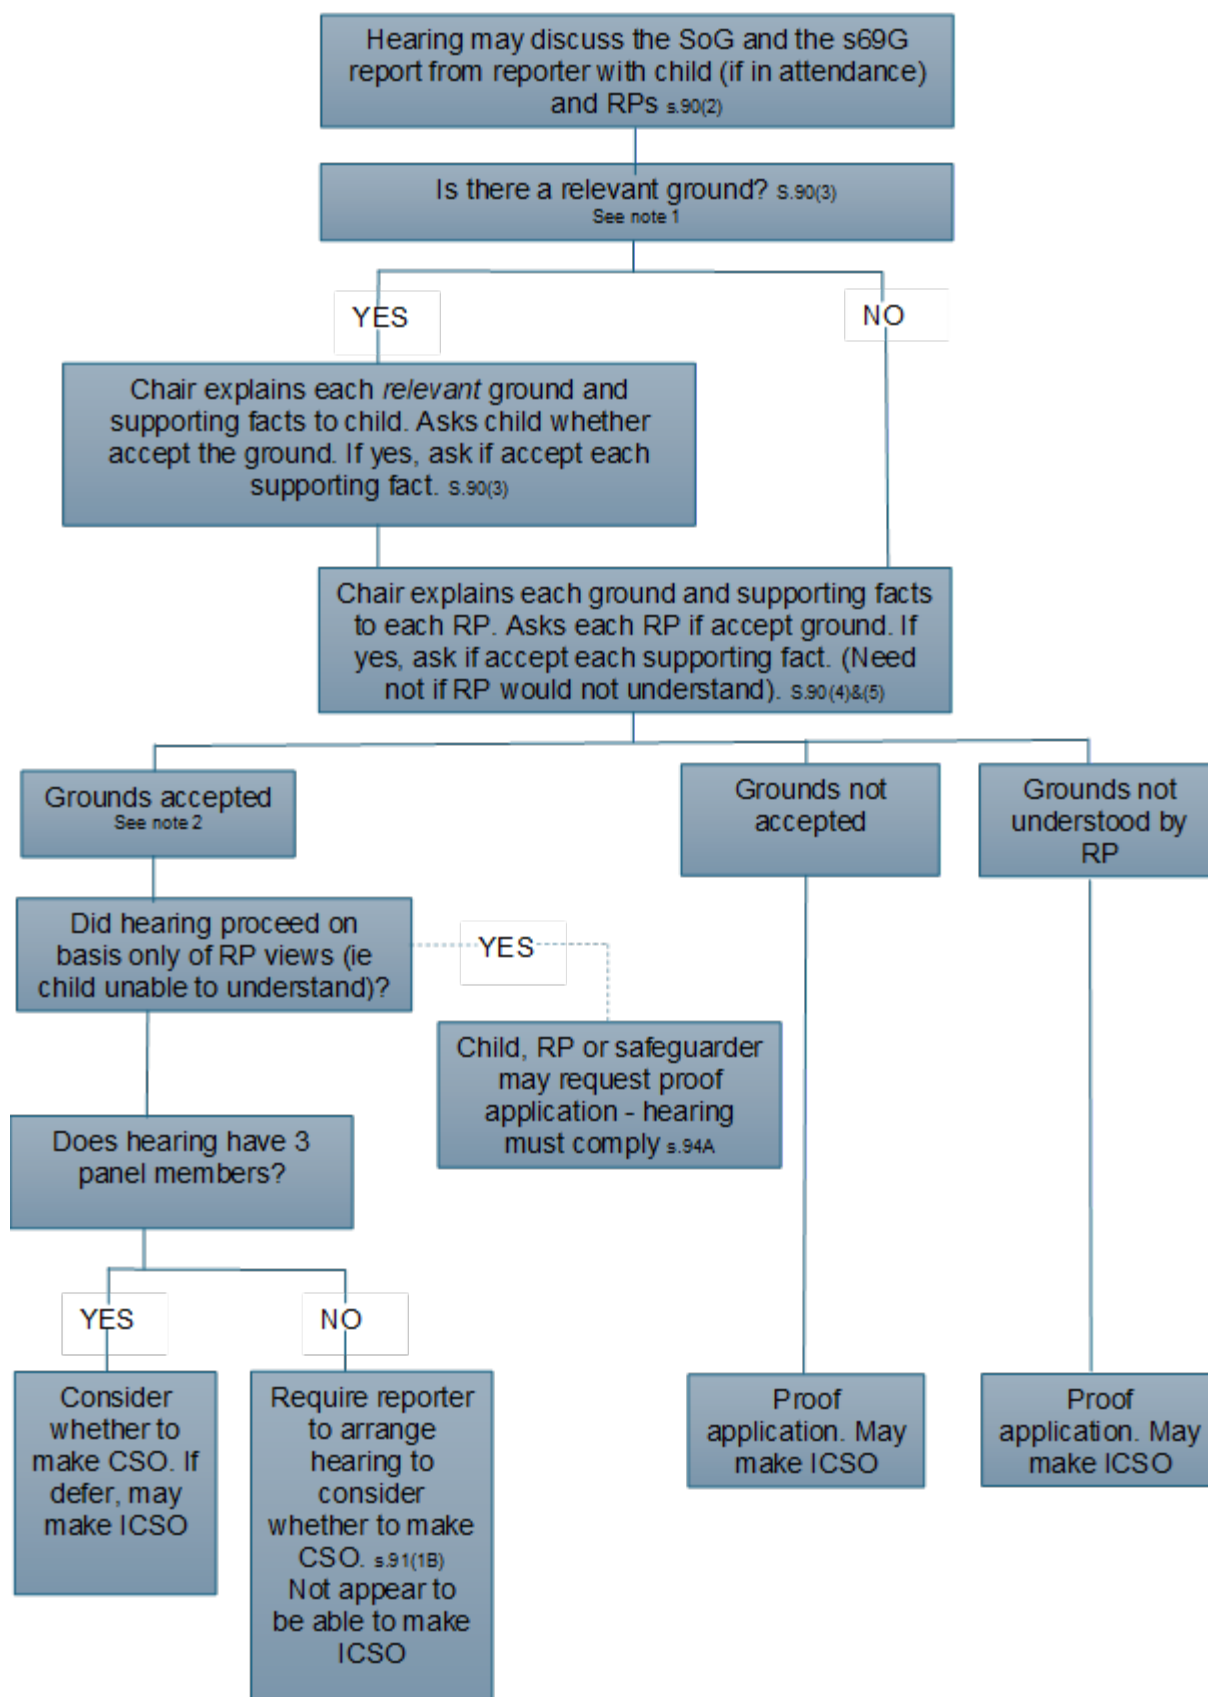 Hearing may discuss the SoG and the s69G
report from reporter with child (if in attendance)
and RPs s.90(2)
Is there a relevant ground? S.90(3)
See note 1
YES
NO
Chair explains each relevant ground and
supporting facts to child. Asks child whether
accept the ground. If yes, ask if accept each
supporting fact. S.90(3)
Chair explains each ground and supporting facts
to each RP. Asks each RP if accept ground. If
yes, ask if accept each supporting fact. (Need
not if RP would not understand). S.90(4)&(5)
Grounds accepted
See note 2
Grounds not
accepted
Grounds not
understood by
RP
Did hearing proceed on
basis only of RP views (ie
child unable to understand)?
YES
Child, RP or safeguarder
may request proof
application - hearing
must comply s.94A
Does hearing have 3
panel members?
YES
NO
Consider
whether to
make CSO. If
defer, may
make ICSO
Require reporter
to arrange
hearing to
consider
whether to make
CSO. s.91(1B)
Not appear to
be able to make
ICSO
Proof
application. May
make ICSO
Proof
application. May
make ICSO